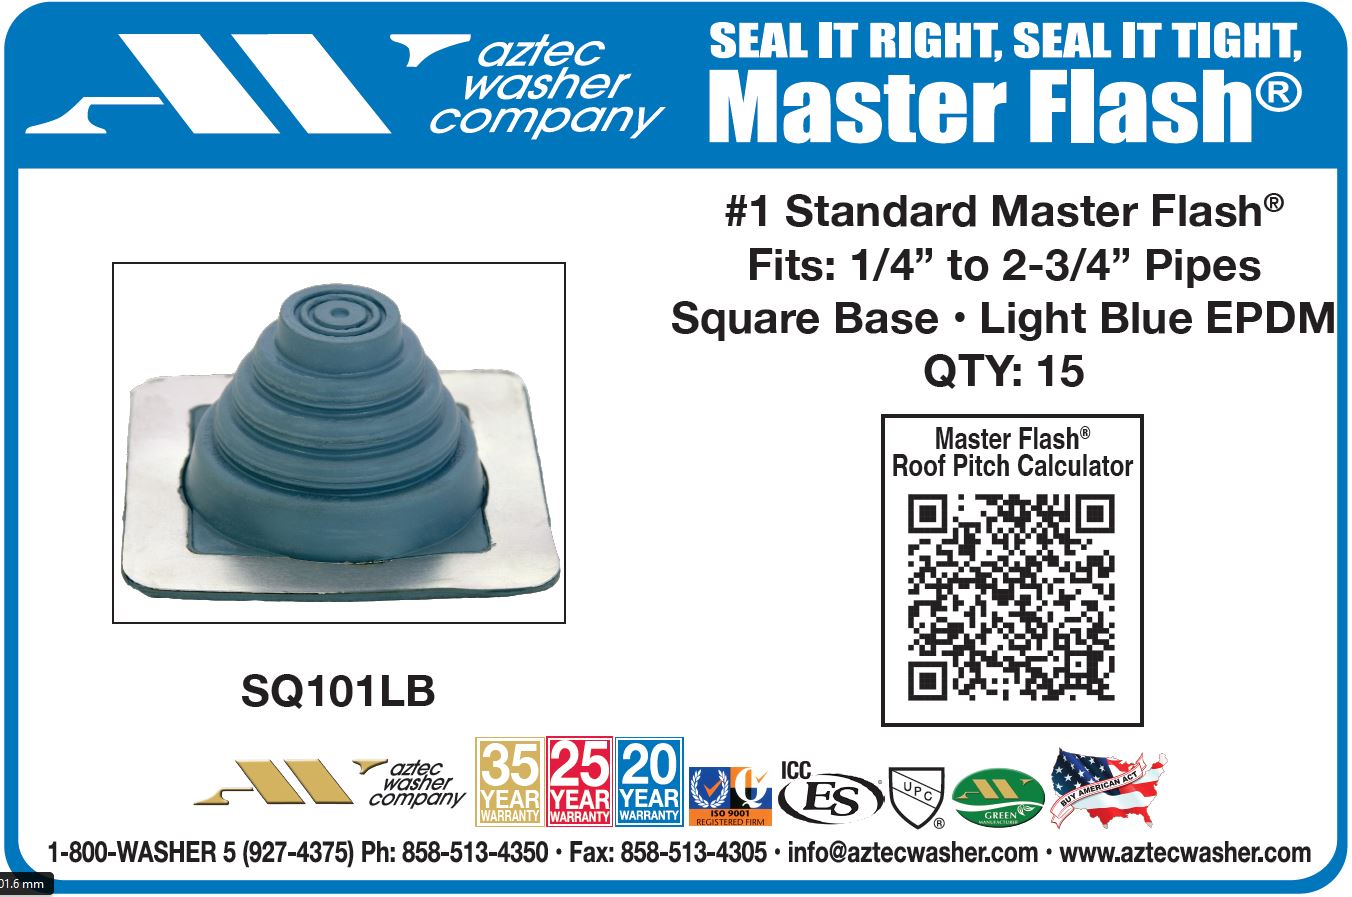 aztec
washer
company
SEAL IT RIGHT, SEAL IT TIGHT,
Master Flash®
#1 Standard Master Flash®
Fits: 1/4” to 2-3/4” Pipes
Square Base • Light Blue EPDM
QTY: 15
Master Flash®
Roof Pitch Calculator
SQ101LB
aztec
washer
company
35
YEAR
WARRANTY
25
YEAR
WARRANTY
20
YEAR
WARRANTY
ISO 9001
REGISTERED FIRM
ICC
ES®
UPC®
GREEN
MANUFACTURER
BUY AMERICAN ACT
1-800-WASHER 5 (927-4375) Ph: 858-513-4350 • Fax: 858-513-4305 • info@aztecwasher.com • www.aztecwasher.com
01.6 mm